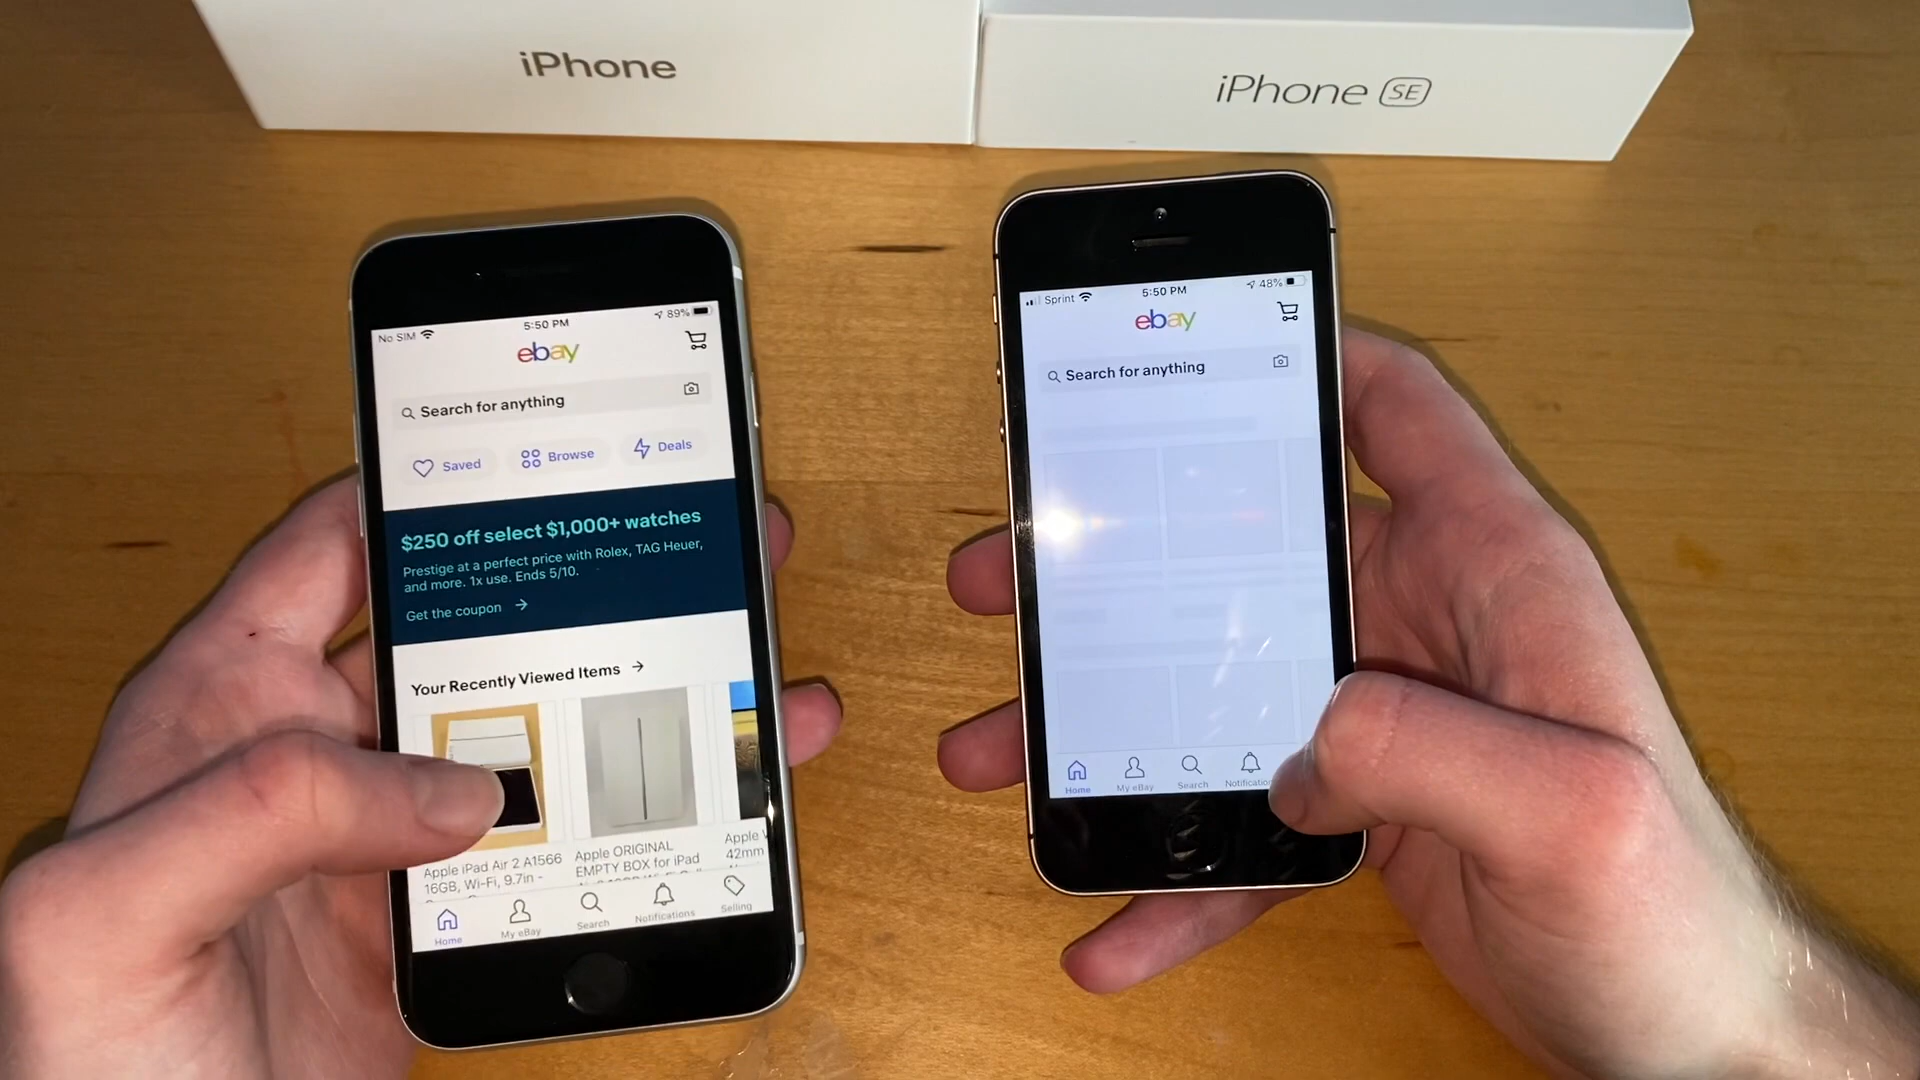 iPhone
iPhone SE
No SIM
5:50 PM
89%
ebay
Search for anything
Saved
Browse
Deals
$250 off select $1,000+ watches
Prestige at a perfect price with Rolex, TAG Heuer,
and more. 1x use. Ends 5/10.
Get the coupon
Your Recently Viewed Items
Apple iPad Air 2 A1566
16GB, Wi-Fi, 9.7in -
Apple ORIGINAL
EMPTY BOX for iPad
Apple
42mm
Home
My eBay
Search
Notifications
Selling
Sprint
5:50 PM
48%
ebay
Search for anything
Home
My eBay
Search
Notification